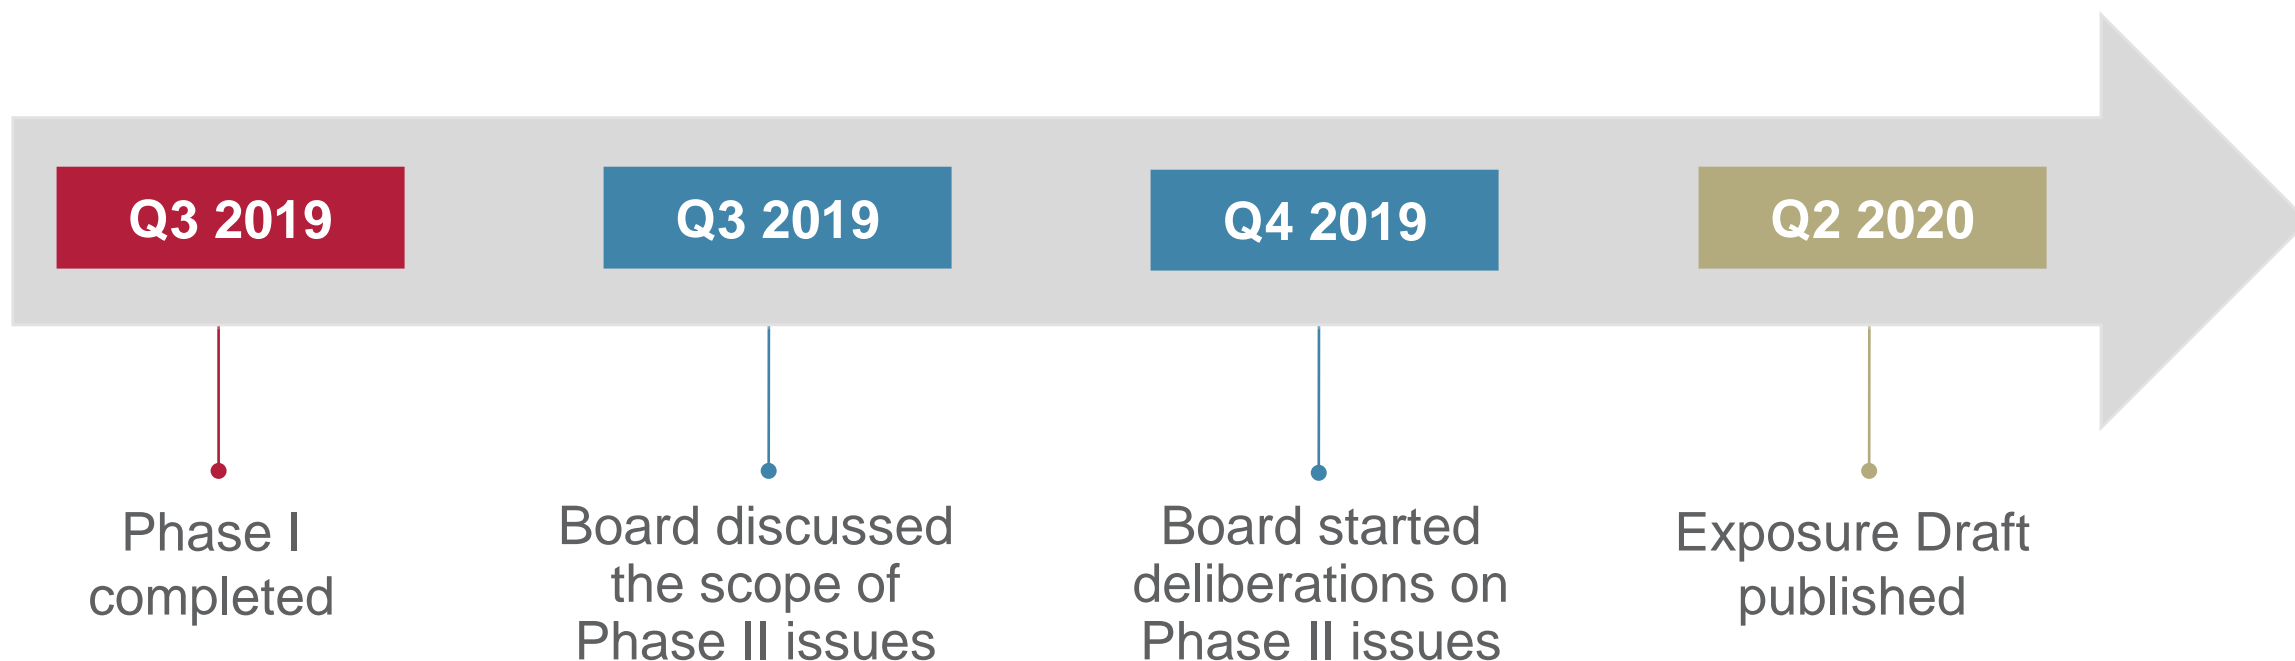 Q3 2019
Q3 2019
Q4 2019
Q2 2020
Phase I
completed
Board discussed
the scope of
Phase II issues
Board started
deliberations on
Phase II issues
Exposure Draft
published